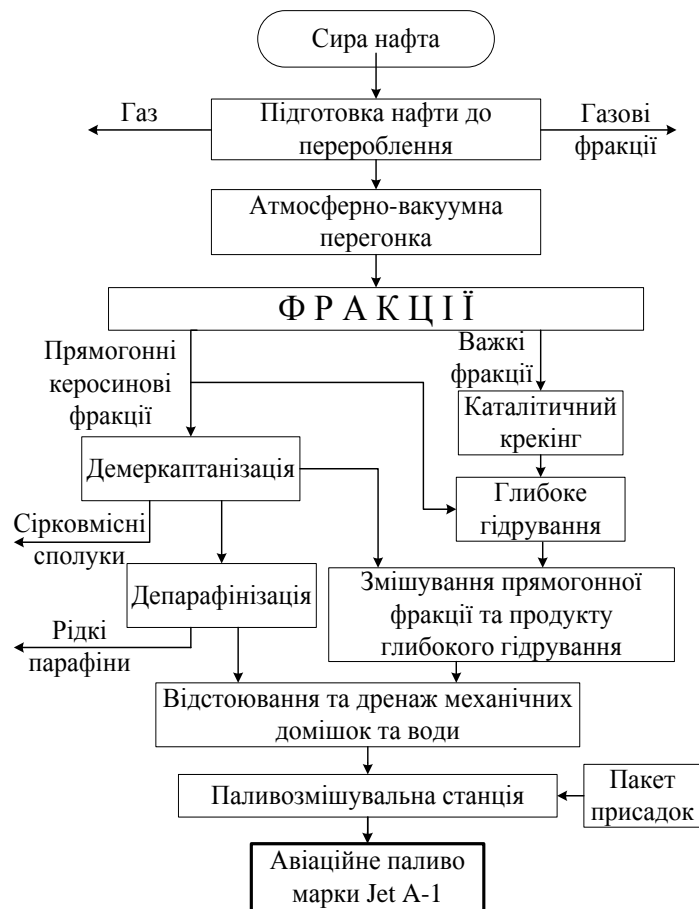 Сира нафта
Газ
Підготовка нафти до
перероблення
Газові
фракції
Атмосферно-вакуумна
перегонка
Ф Р А К Ц І Ї
Прямогонні
керосинові
фракції
Важкі
фракції
Каталітичний
крекінг
Демеркаптанізація
Глибоке
гідрування
Сірковмісні
сполуки
Депарафінізація
Змішування прямогонної
фракції та продукту
глибокого гідрування
Рідкі
парафіни
Відстоювання та дренаж механічних
домішок та води
Паливозмішувальна станція
Пакет
присадок
Авіаційне паливо
марки Jet A-1